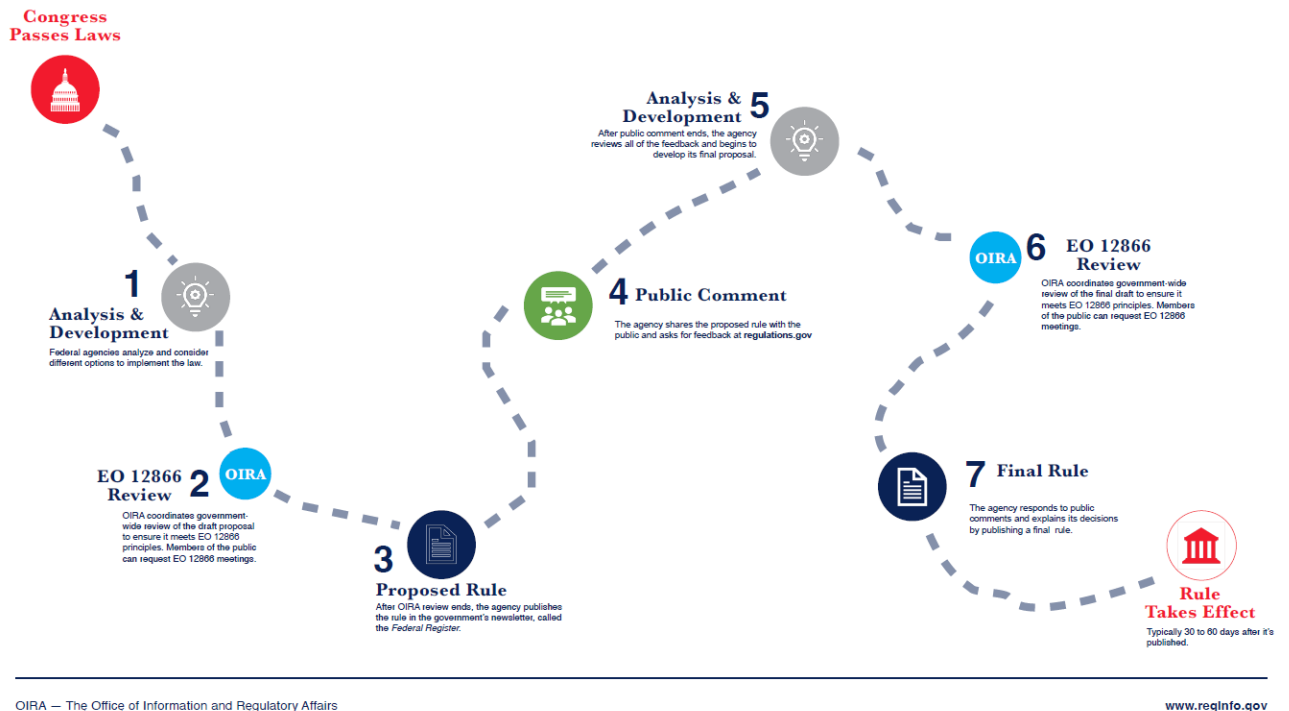 Congress
Passes Laws
1
Analysis &
Development
Federal agencies analyze and consider
different options to implement the law.
EO 12866
Review
2
OIRA
OIRA coordinates government-
wide review of the draft proposal
to ensure it meets EO 12866
principles. Members of the public
can request EO 12866 meetings.
3
Proposed Rule
After OIRA review ends, the agency publishes
the rule in the government's newsletter, called
the Federal Register.
4 Public Comment
The agency shares the proposed rule with the
public and asks for feedback at regulations.gov
Analysis &
Development
5
After public comment ends, the agency
reviews all of the feedback and begins to
develop its final proposal.
OIRA
6
EO 12866
Review
OIRA coordinates government-wide
review of the final draft to ensure it
meets EO 12866 principles. Members
of the public can request EO 12866
meetings.
7 Final Rule
The agency responds to public
comments and explains its decisions
by publishing a final rule.
Rule
Takes Effect
Typically 30 to 60 days after it's
published.
OIRA — The Office of Information and Regulatory Affairs
www.reginfo.gov